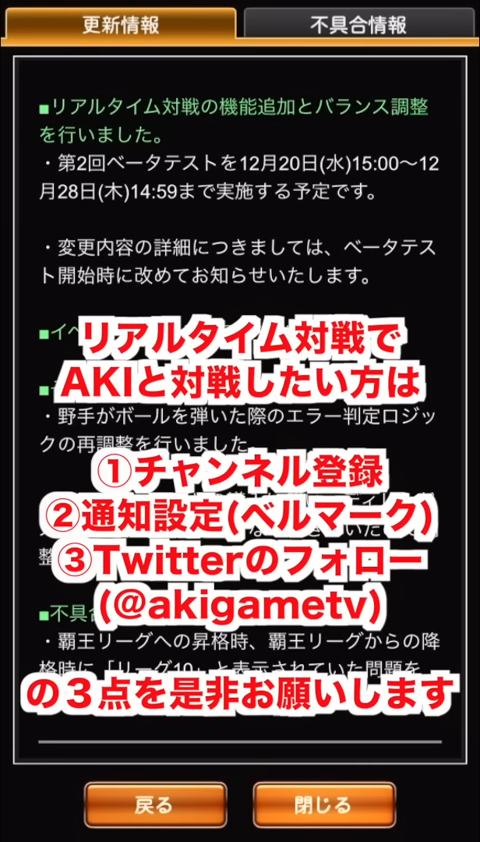 更新情報
不具合情報
■リアルタイム対戦の機能追加とバランス調整
を行いました。
・第2回ベータテストを12月20日(水)15:00～12
月28日(木)14:59まで実施する予定です。
・変更内容の詳細につきましては、ベータテス
ト開始時に改めてお知らせいたします。
■イベ
リアルタイム対戦で
AKIと対戦したい方は
・野手がボールを弾いた際のエラー判定ロジッ
クの再調整を行いました。
①チャンネル登録
②通知設定(ベルマーク)
③Twitterのフォロー
(@akigametv)
■不具合
・覇王リーグへの昇格時、覇王リーグからの降
格時に「リーグ10」と表示されていた問題を
の３点を是非お願いします
戻る
閉じる